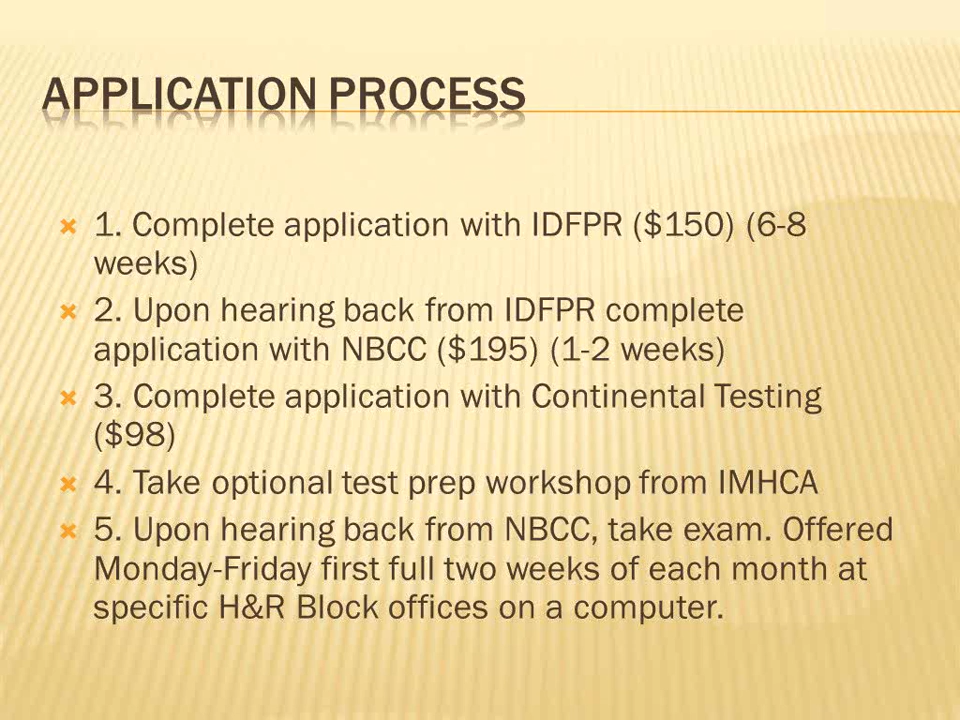 APPLICATION PROCESS
1. Complete application with IDFPR ($150) (6-8
weeks)
2. Upon hearing back from IDFPR complete
application with NBCC ($195) (1-2 weeks)
3. Complete application with Continental Testing
($98)
4. Take optional test prep workshop from IMHCA
5. Upon hearing back from NBCC, take exam. Offered
Monday-Friday first full two weeks of each month at
specific H&R Block offices on a computer.